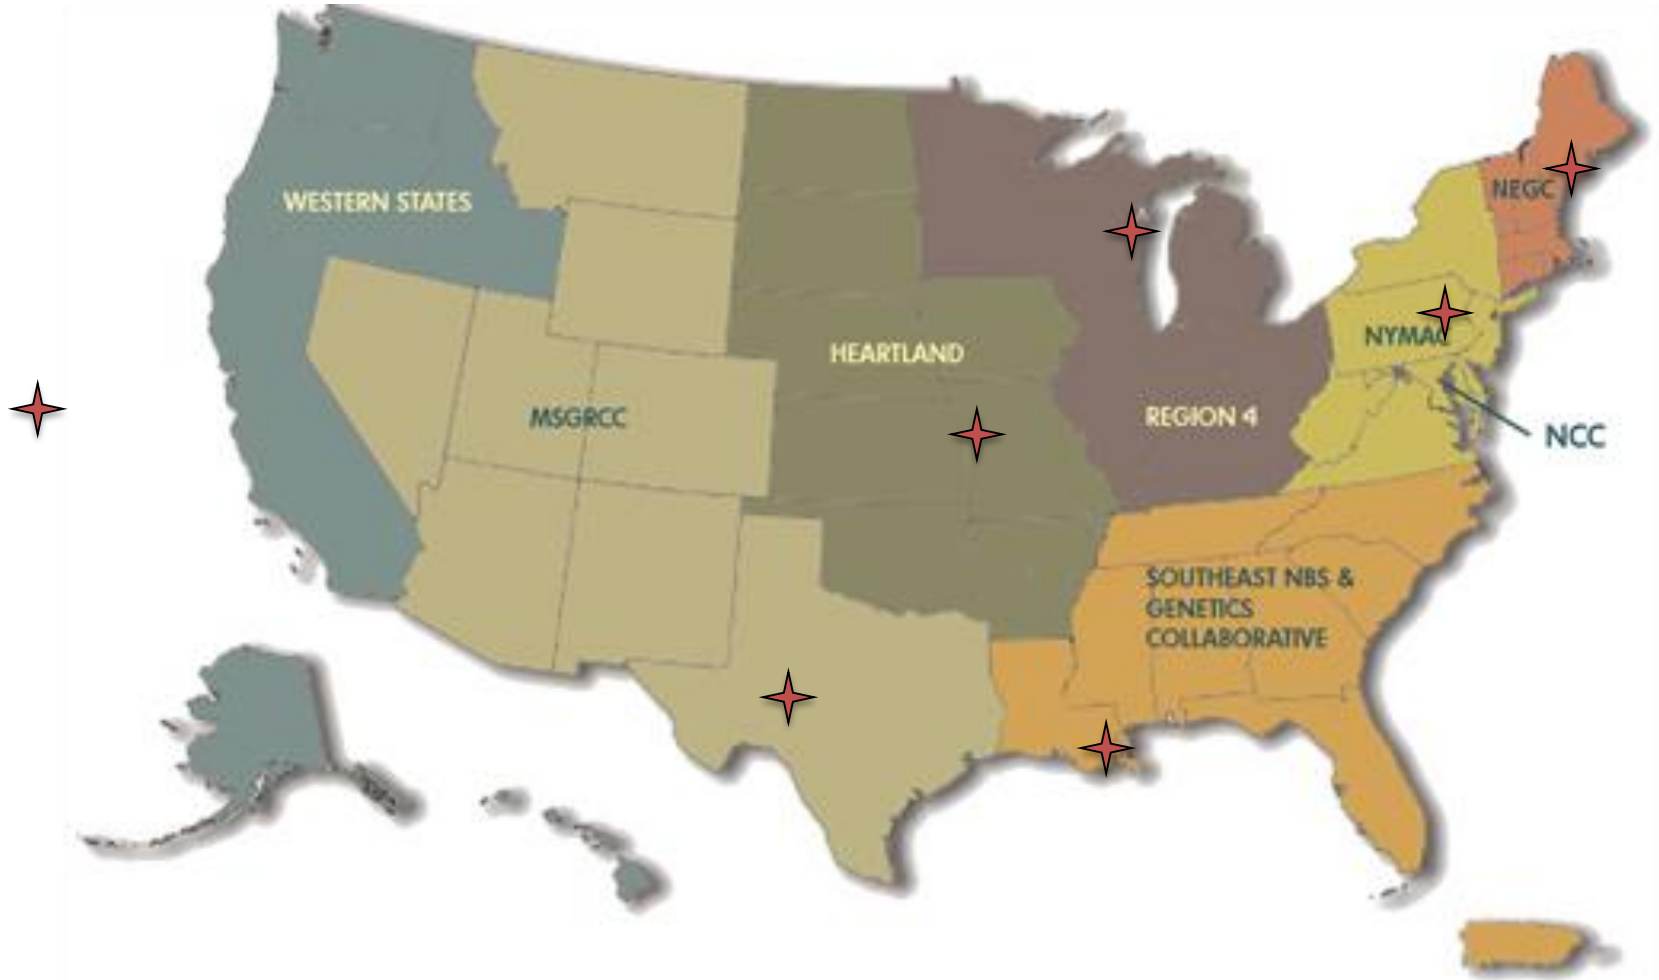 WESTERN STATES
NEGC
NYMAC
HEARTLAND
MSGRCC
REGION 4
NCC
SOUTHEAST NBS &
GENETICS
COLLABORATIVE